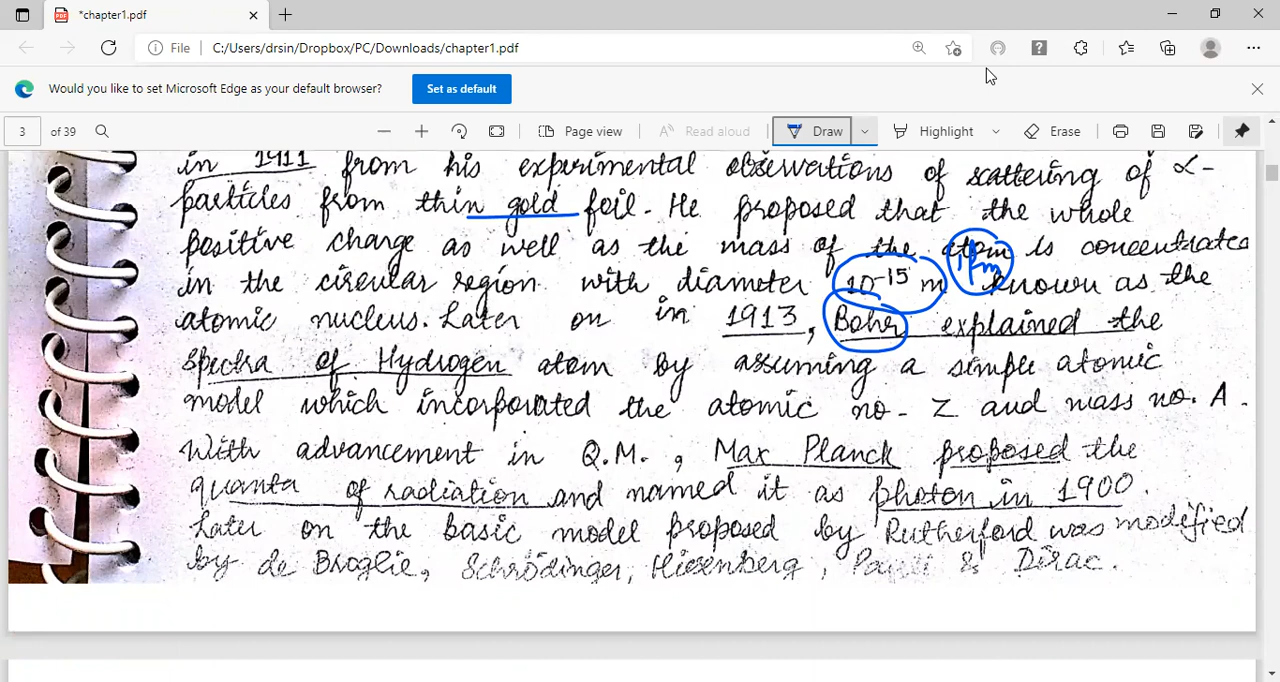 *chapter1.pdf
File C:/Users/drsin/Dropbox/PC/Downloads/chapter1.pdf
Would you like to set Microsoft Edge as your default browser? Set as default
3 of 39 Page view Read aloud Draw Highlight Erase
in 1911 from his experimental observations of scattering of α-
particles from thin gold foil. He proposed that the whole
positive charge as well as the mass of the atom is concentrates
1fm
in the circular region with diameter 10⁻¹⁵ m known as the
atomic nucleus. Later on in 1913, Bohr explained the
spectra of Hydrogen atom by assuming a simple atomic
model which incorporated the atomic no- Z and mass no. A.
With advancement in Q.M., Max Planck proposed the
quanta of radiation and named it as photon in 1900.
Later on the basic model proposed by Rutherford was modified
by de Broglie, Schrödinger, Hiesenberg, Pauli & Dirac.